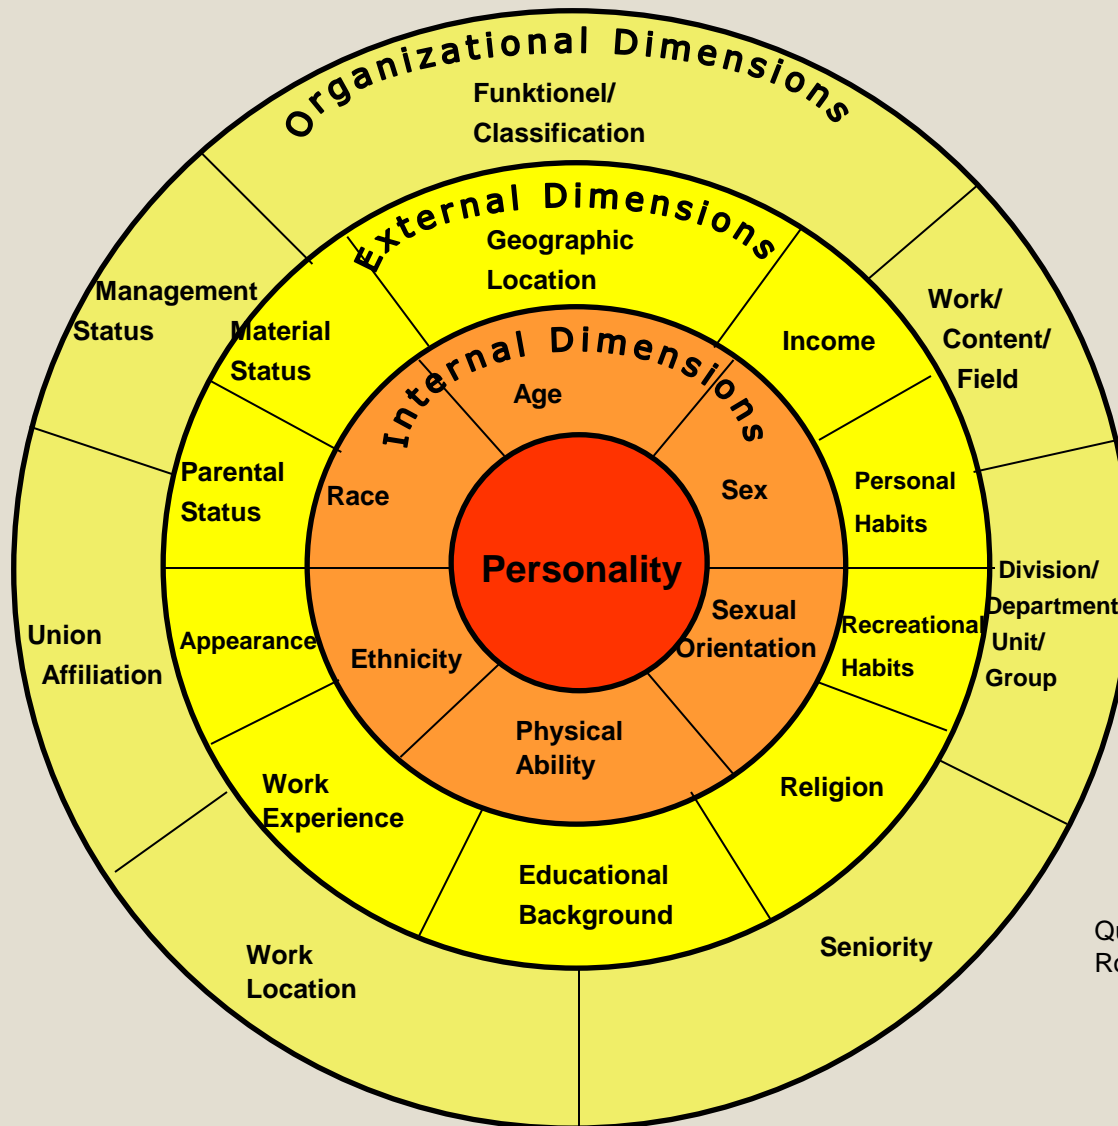 Organizational Dimensions
Funktionel/
Classification
External Dimensions
Geographic
Location
Internal Dimensions
Age
Management
Status
Material
Status
Income
Work/
Content/
Field
Parental
Status
Race
Sex
Personal
Habits
Personality
Union
Affiliation
Appearance
Ethnicity
Sexual
Orientation
Recreational
Habits
Division/
Department
Unit/
Group
Physical
Ability
Work
Experience
Religion
Educational
Background
Work
Location
Seniority